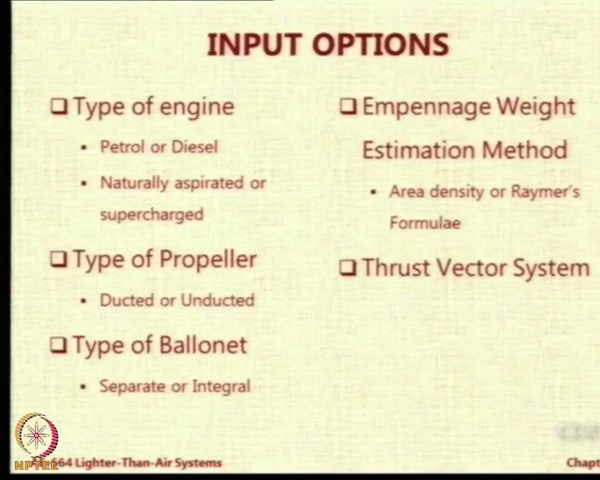 INPUT OPTIONS
Type of engine
Petrol or Diesel
Naturally aspirated or
supercharged
Type of Propeller
Ducted or Unducted
Type of Ballonet
Separate or Integral
Empennage Weight
Estimation Method
Area density or Raymer's
Formulae
Thrust Vector System
664 Lighter-Than-Air Systems
NPTEL